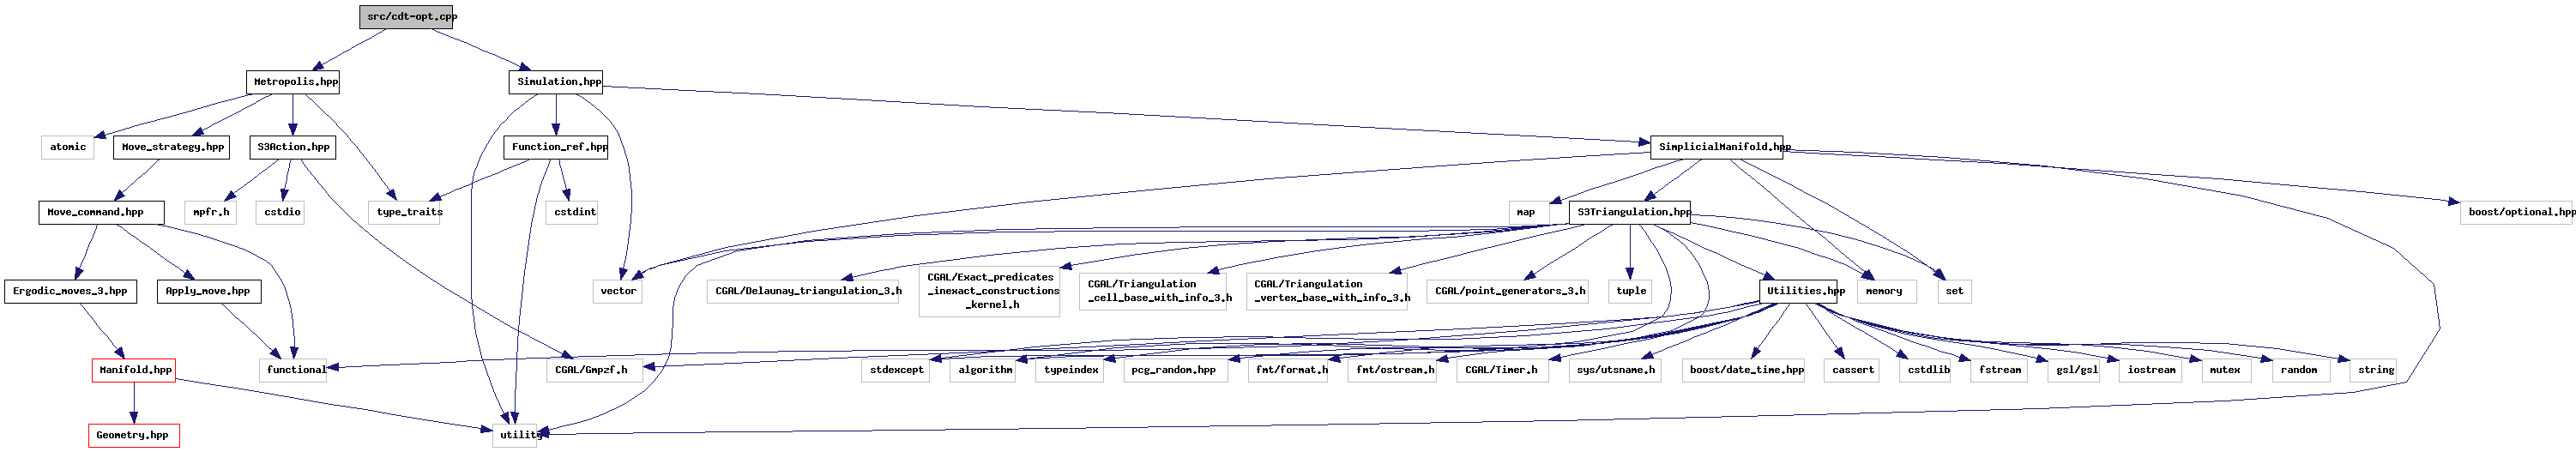 src/cdt-opt.cpp
Metropolis.hpp
Simulation.hpp
atomic
Move_strategy.hpp
S3Action.hpp
Function_ref.hpp
SimplicialManifold.hpp
Move_command.hpp
mpfr.h
cstdio
type_traits
cstdint
map
S3Triangulation.hpp
boost/optional.hpp
Ergodic_moves_3.hpp
Apply_move.hpp
vector
CGAL/Delaunay_triangulation_3.h
CGAL/Exact_predicates
_inexact_constructions
_kernel.h
CGAL/Triangulation
_cell_base_with_info_3.h
CGAL/Triangulation
_vertex_base_with_info_3.h
CGAL/point_generators_3.h
tuple
Utilities.hpp
memory
set
Manifold.hpp
functional
CGAL/Gmpzf.h
stdexcept
algorithm
typeindex
pcg_random.hpp
fmt/format.h
fmt/ostream.h
CGAL/Timer.h
sys/utsname.h
boost/date_time.hpp
cassert
cstdlib
fstream
gsl/gsl
iostream
mutex
random
string
Geometry.hpp
utility